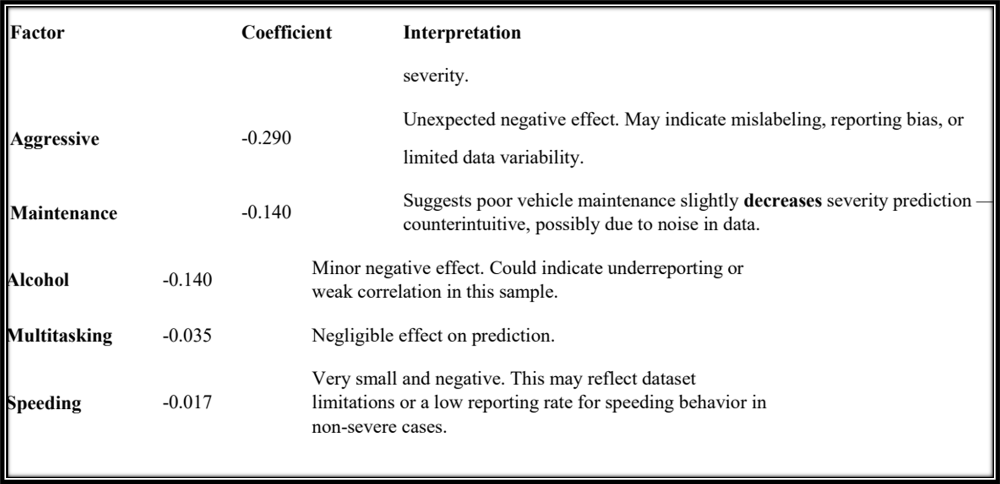 Factor Coefficient Interpretation
severity.
Unexpected negative effect. May indicate mislabeling, reporting bias, or
Aggressive -0.290
limited data variability.
Suggests poor vehicle maintenance slightly decreases severity prediction —
Maintenance -0.140
counterintuitive, possibly due to noise in data.
Minor negative effect. Could indicate underreporting or
Alcohol -0.140
weak correlation in this sample.
Multitasking -0.035 Negligible effect on prediction.
Very small and negative. This may reflect dataset
Speeding -0.017 limitations or a low reporting rate for speeding behavior in
non-severe cases.